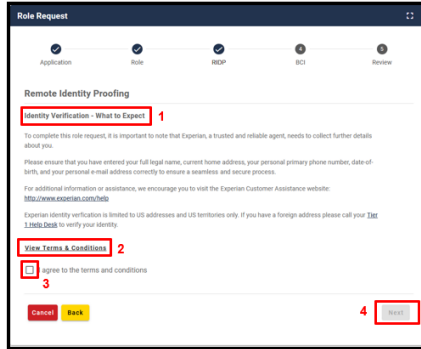 Role Request
4
5
Application
Role
RIDP
BCI
Review
Remote Identity Proofing
Identity Verification - What to Expect
1
To complete this role request, it is important to note that Experian, a trusted and reliable agent, needs to collect further details
about you.
Please ensure that you have entered your full legal name, current home address, your personal primary phone number, date-of-
birth, and your personal e-mail address correctly to ensure a seamless and secure process.
For additional information or assistance, we encourage you to visit the Experian Customer Assistance website:
http://www.experian.com/help
Experian identity verfication is limited to US addresses and US territories only. If you have a foreign address please call your Tier
1 Help Desk to verify your identity.
2
View Terms & Conditions
I agree to the terms and conditions
3
Cancel
Back
4
Next